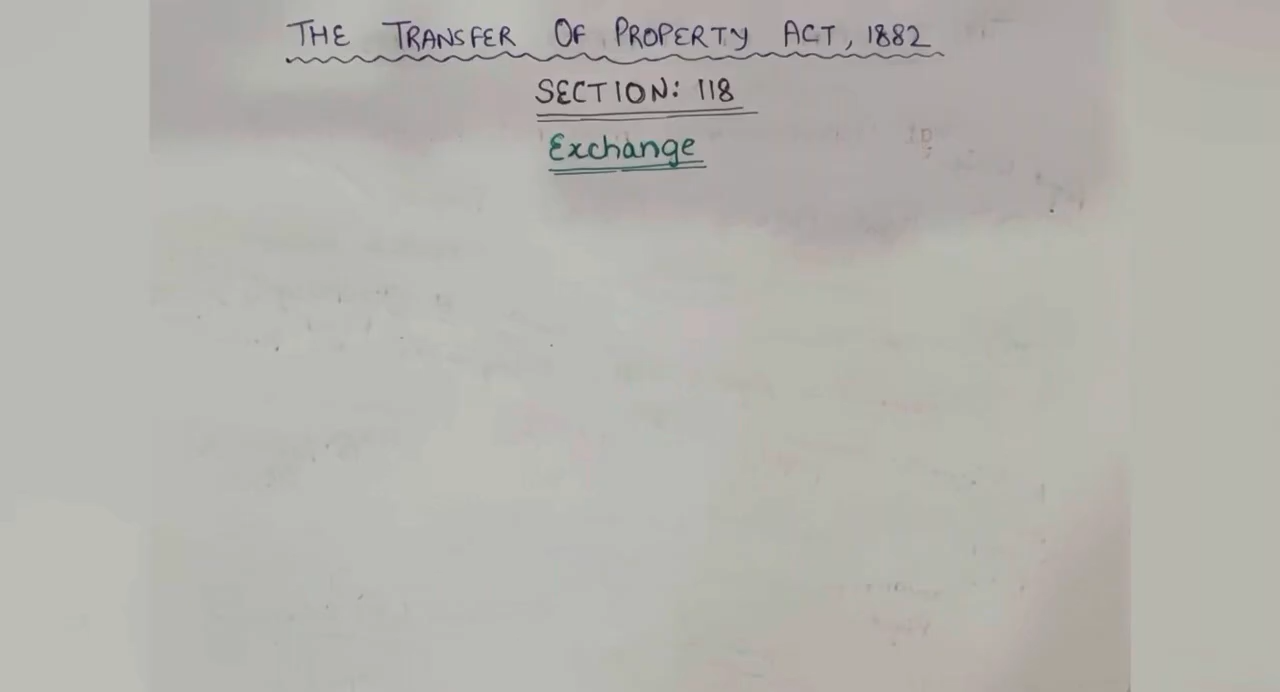 THE TRANSFER OF PROPERTY ACT, 1882
SECTION: 118
Exchange